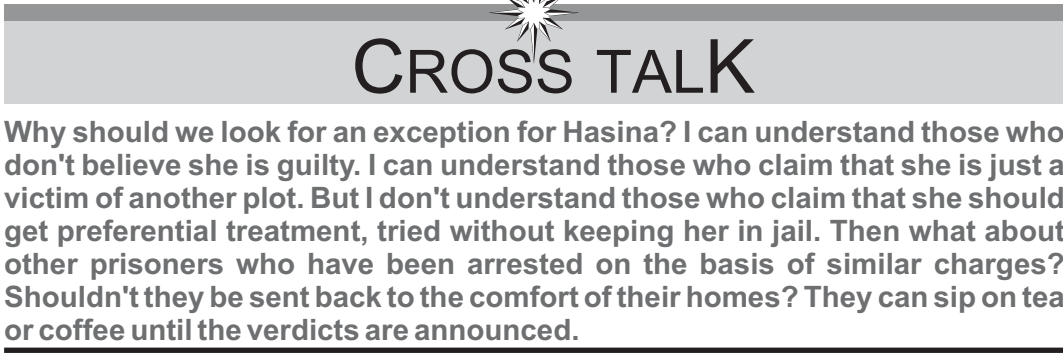 CROSS TALK
Why should we look for an exception for Hasina? I can understand those who
don't believe she is guilty. I can understand those who claim that she is just a
victim of another plot. But I don't understand those who claim that she should
get preferential treatment, tried without keeping her in jail. Then what about
other prisoners who have been arrested on the basis of similar charges?
Shouldn't they be sent back to the comfort of their homes? They can sip on tea
or coffee until the verdicts are announced.